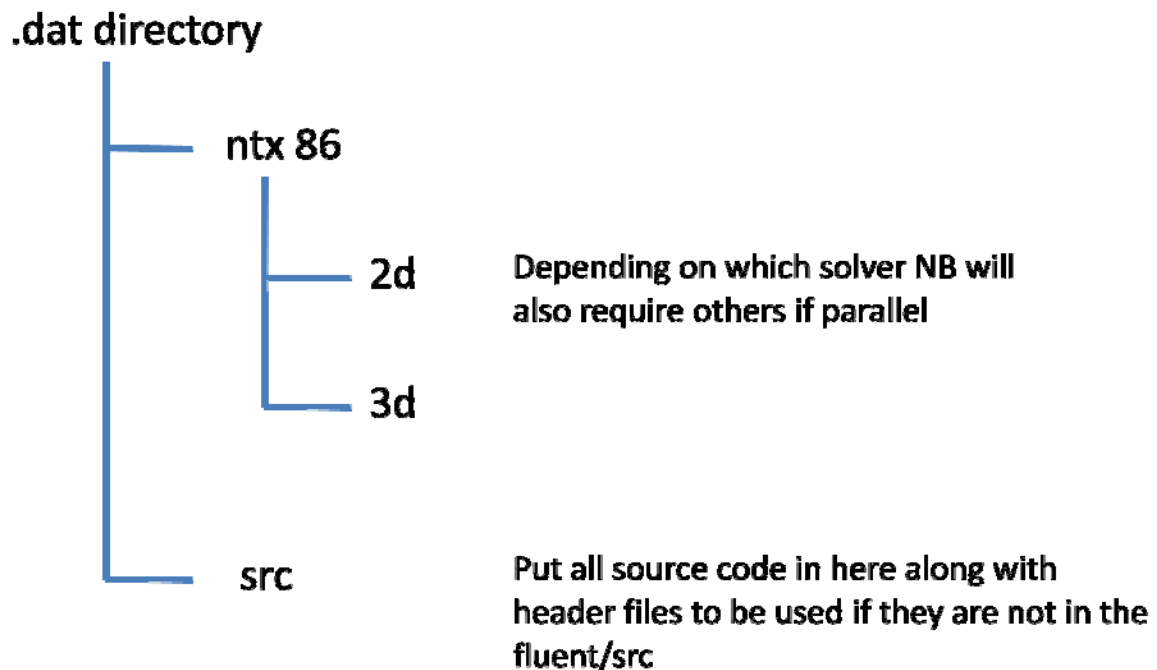 .dat directory
ntx 86
2d
Depending on which solver NB will
also require others if parallel
3d
src
Put all source code in here along with
header files to be used if they are not in the
fluent/src